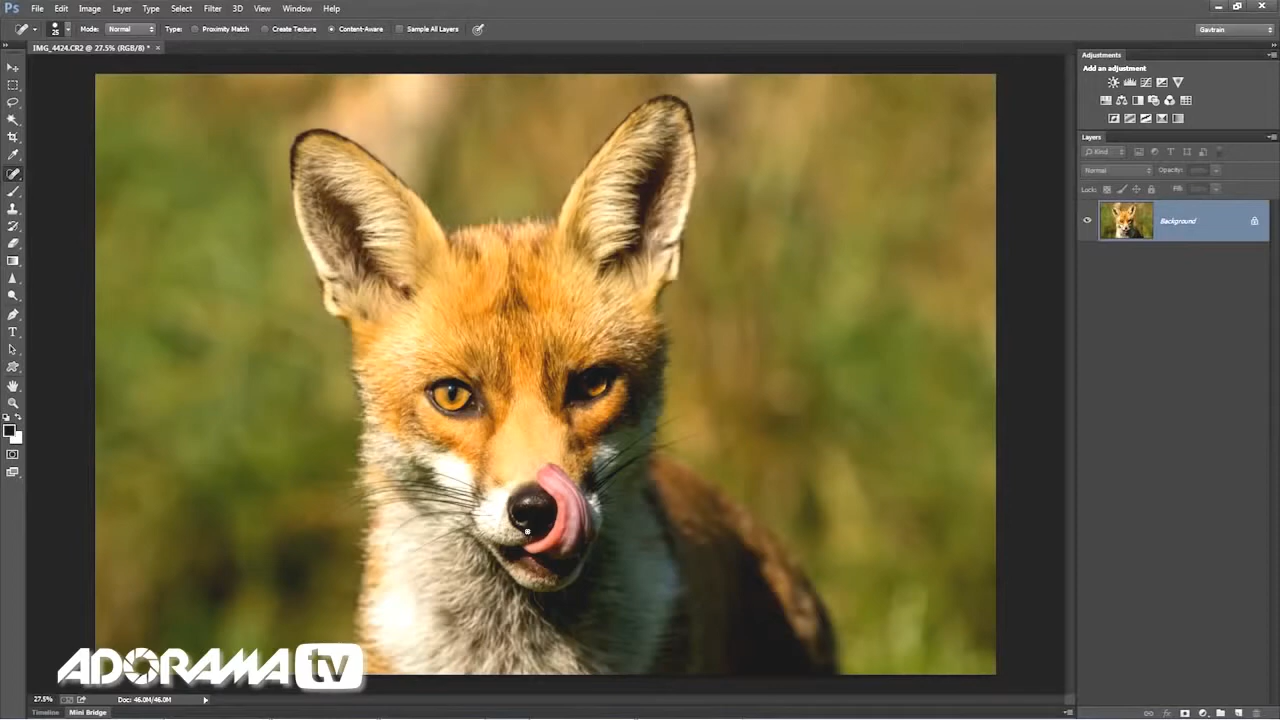 Ps File Edit Image Layer Type Select Filter 3D View Window Help
25 Mode: Normal Type: Proximity Match Create Texture Content-Aware Sample All Layers Gavtrain
IMG_4424.CR2 @ 27.5% (RGB/8) * ×
Adjustments
Add an adjustment
Layers
Kind
Normal Opacity:
Lock: Fill:
Background
T
ADORAMA tv
27.5% Doc: 46.0M/46.0M
Timeline Mini Bridge
fx